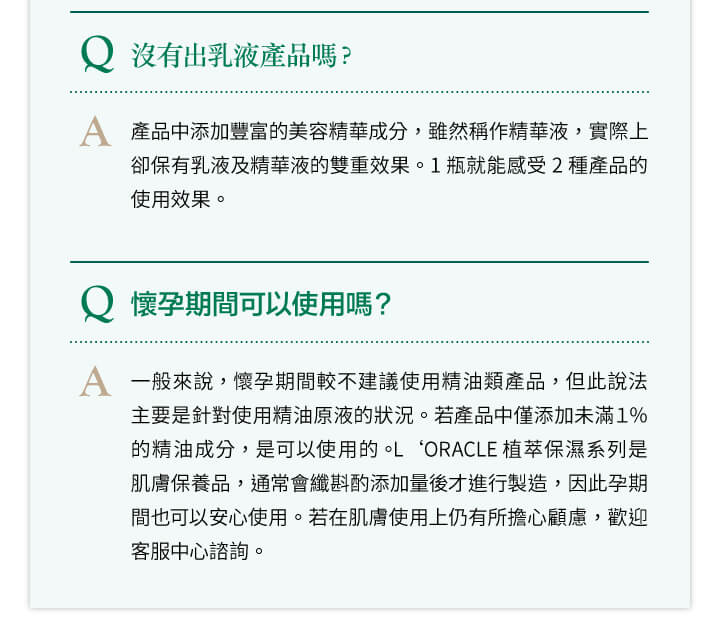 Q 沒有出乳液產品嗎?
A 產品中添加豐富的美容精華成分，雖然稱作精華液，實際上
卻保有乳液及精華液的雙重效果。1 瓶就能感受 2 種產品的
使用效果。
Q 懷孕期間可以使用嗎?
A 一般來說，懷孕期間較不建議使用精油類產品，但此說法
主要是針對使用精油原液的狀況。若產品中僅添加未滿1%
的精油成分，是可以使用的。L‘ORACLE 植萃保濕系列是
肌膚保養品，通常會纖斟酌添加量後才進行製造，因此孕期
間也可以安心使用。若在肌膚使用上仍有所擔心顧慮，歡迎
客服中心諮詢。